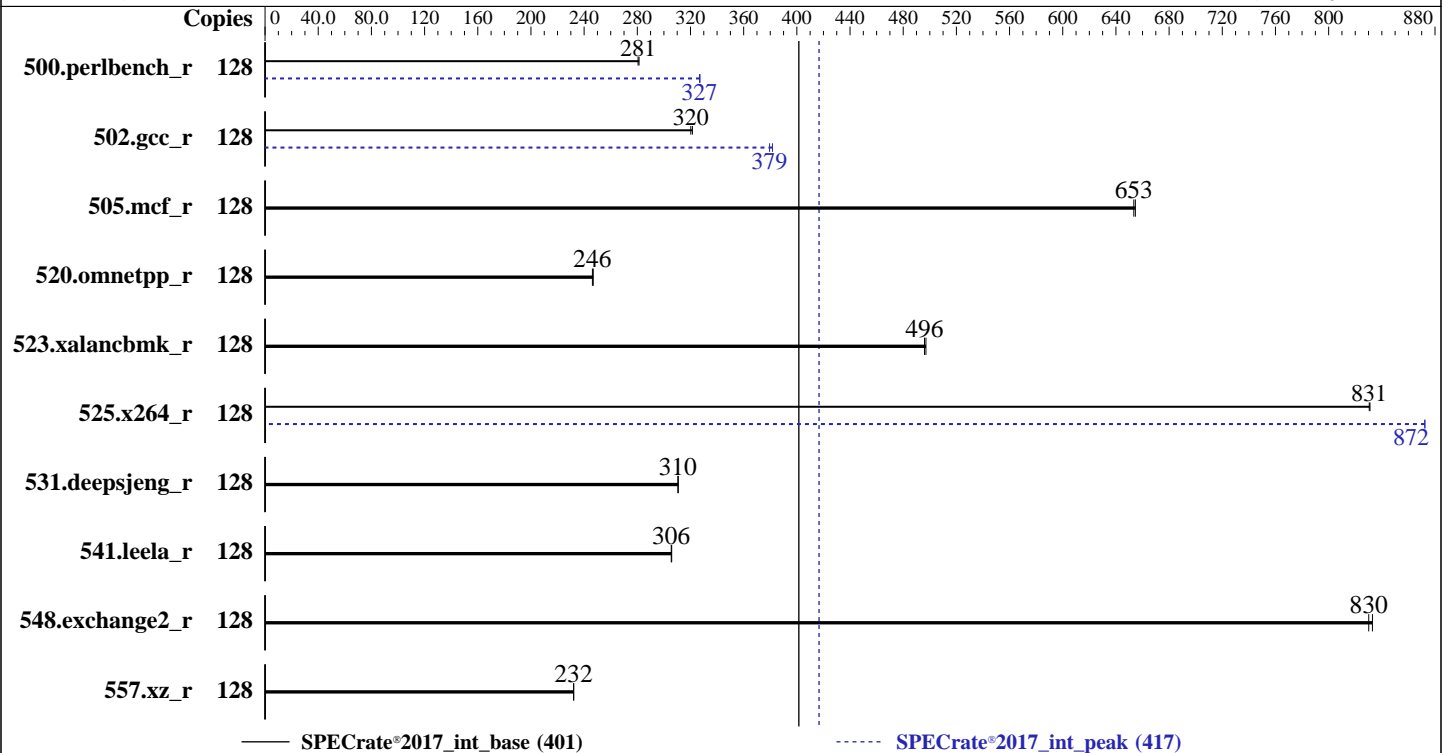 Copies 0 40.0 80.0 120 160 200 240 280 320 360 400 440 480 520 560 600 640 680 720 760 800 880
281
500.perlbench_r 128
327
320
502.gcc_r 128
379
653
505.mcf_r 128
246
520.omnetpp_r 128
496
523.xalancbmk_r 128
831
525.x264_r 128
872
310
531.deepsjeng_r 128
306
541.leela_r 128
830
548.exchange2_r 128
232
557.xz_r 128
SPECrate®2017_int_base (401) SPECrate®2017_int_peak (417)